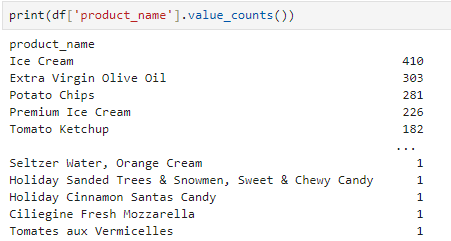 print(df['product_name'].value_counts())
product_name
Ice Cream 410
Extra Virgin Olive Oil 303
Potato Chips 281
Premium Ice Cream 226
Tomato Ketchup 182
...
Seltzer Water, Orange Cream 1
Holiday Sanded Trees & Snowmen, Sweet & Chewy Candy 1
Holiday Cinnamon Santas Candy 1
Ciliegine Fresh Mozzarella 1
Tomates aux Vermicelles 1